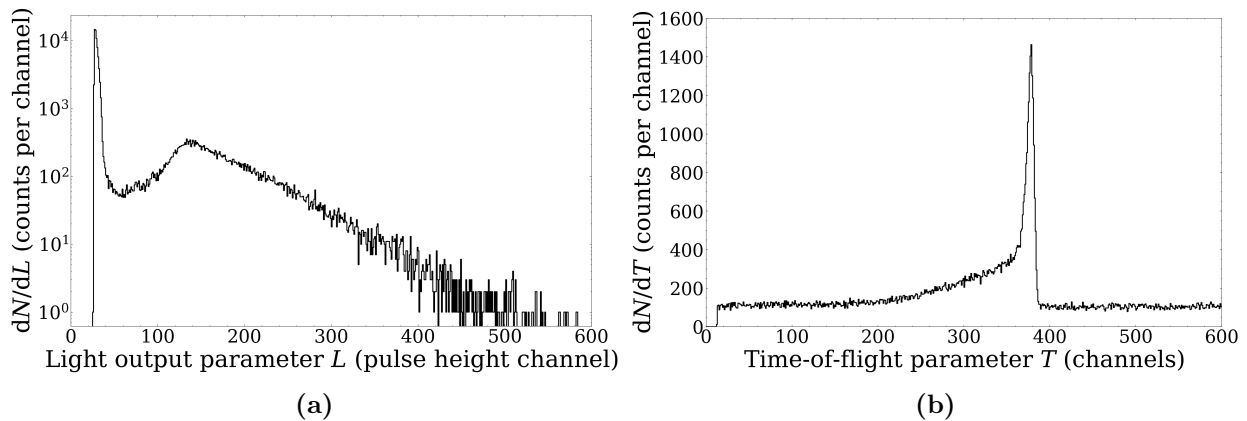 dN/dL (counts per channel)
10⁴
10³
10²
10¹
10⁰
0 100 200 300 400 500 600
Light output parameter L (pulse height channel)
(a)
dN/dT (counts per channel)
1600
1400
1200
1000
800
600
400
200
0
0 100 200 300 400 500 600
Time-of-flight parameter T (channels)
(b)